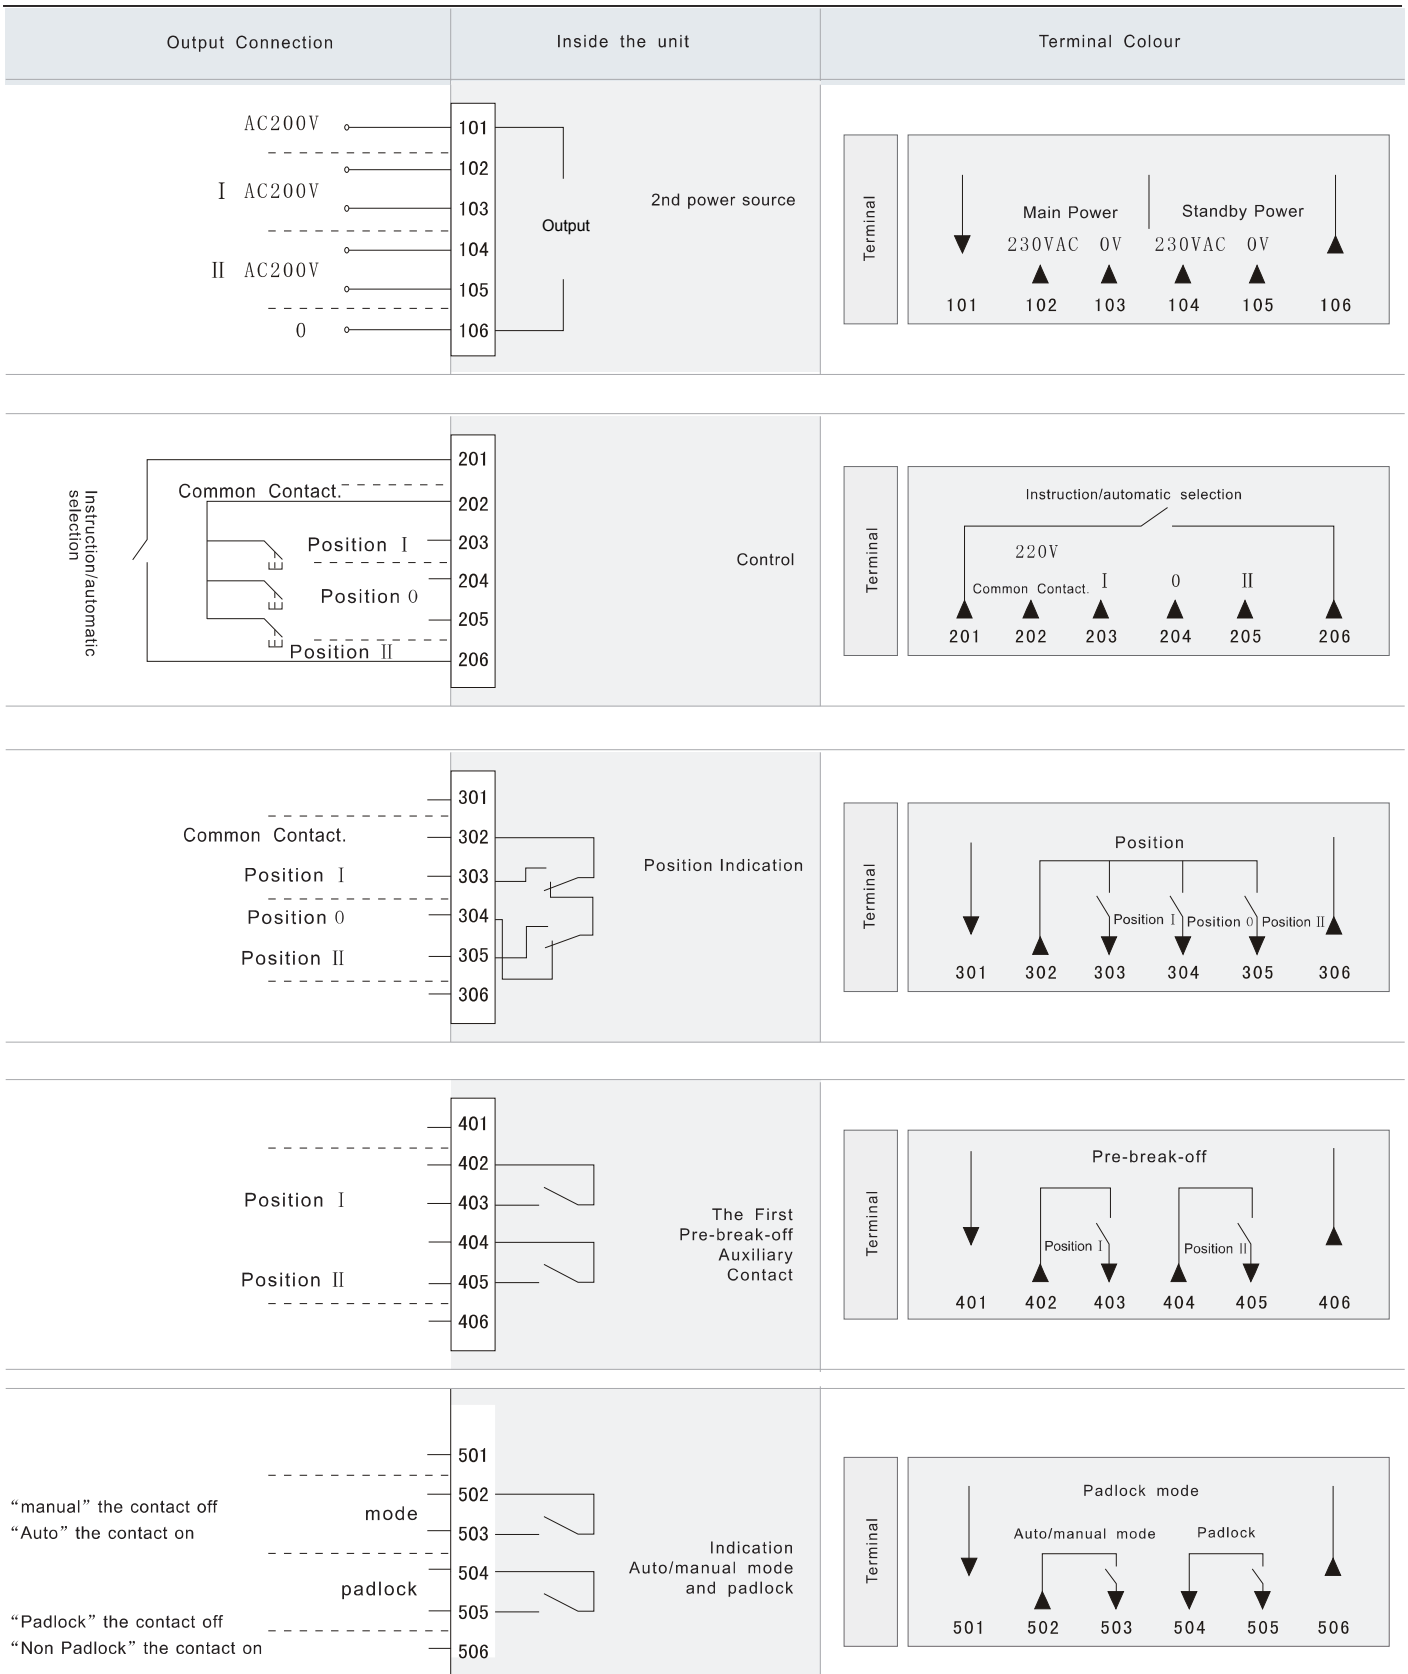 Output Connection
Inside the unit
Terminal Colour
AC200V
I AC200V
II AC200V
0
101
102
103
104
105
106
Output
2nd power source
Terminal
Main Power
Standby Power
230VAC 0V 230VAC 0V
101 102 103 104 105 106
Instruction/automatic
selection
Common Contact.
Position I
Position 0
Position II
201
202
203
204
205
206
Control
Terminal
Instruction/automatic selection
220V
Common Contact. I 0 II
201 202 203 204 205 206
Common Contact.
Position I
Position 0
Position II
301
302
303
304
305
306
Position Indication
Terminal
Position
Position I Position 0 Position II
301 302 303 304 305 306
Position I
Position II
401
402
403
404
405
406
The First
Pre-break-off
Auxiliary
Contact
Terminal
Pre-break-off
Position I Position II
401 402 403 404 405 406
“manual” the contact off
“Auto” the contact on
mode
padlock
“Padlock” the contact off
“Non Padlock” the contact on
501
502
503
504
505
506
Indication
Auto/manual mode
and padlock
Terminal
Padlock mode
Auto/manual mode Padlock
501 502 503 504 505 506